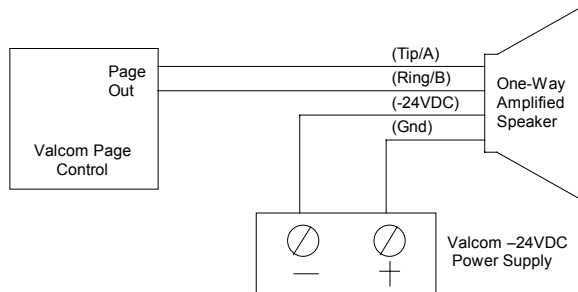 (Tip/A)
Page
Out
(Ring/B)
One-Way
Amplified
Speaker
(-24VDC)
(Gnd)
Valcom Page
Control
Valcom –24VDC
Power Supply
— +